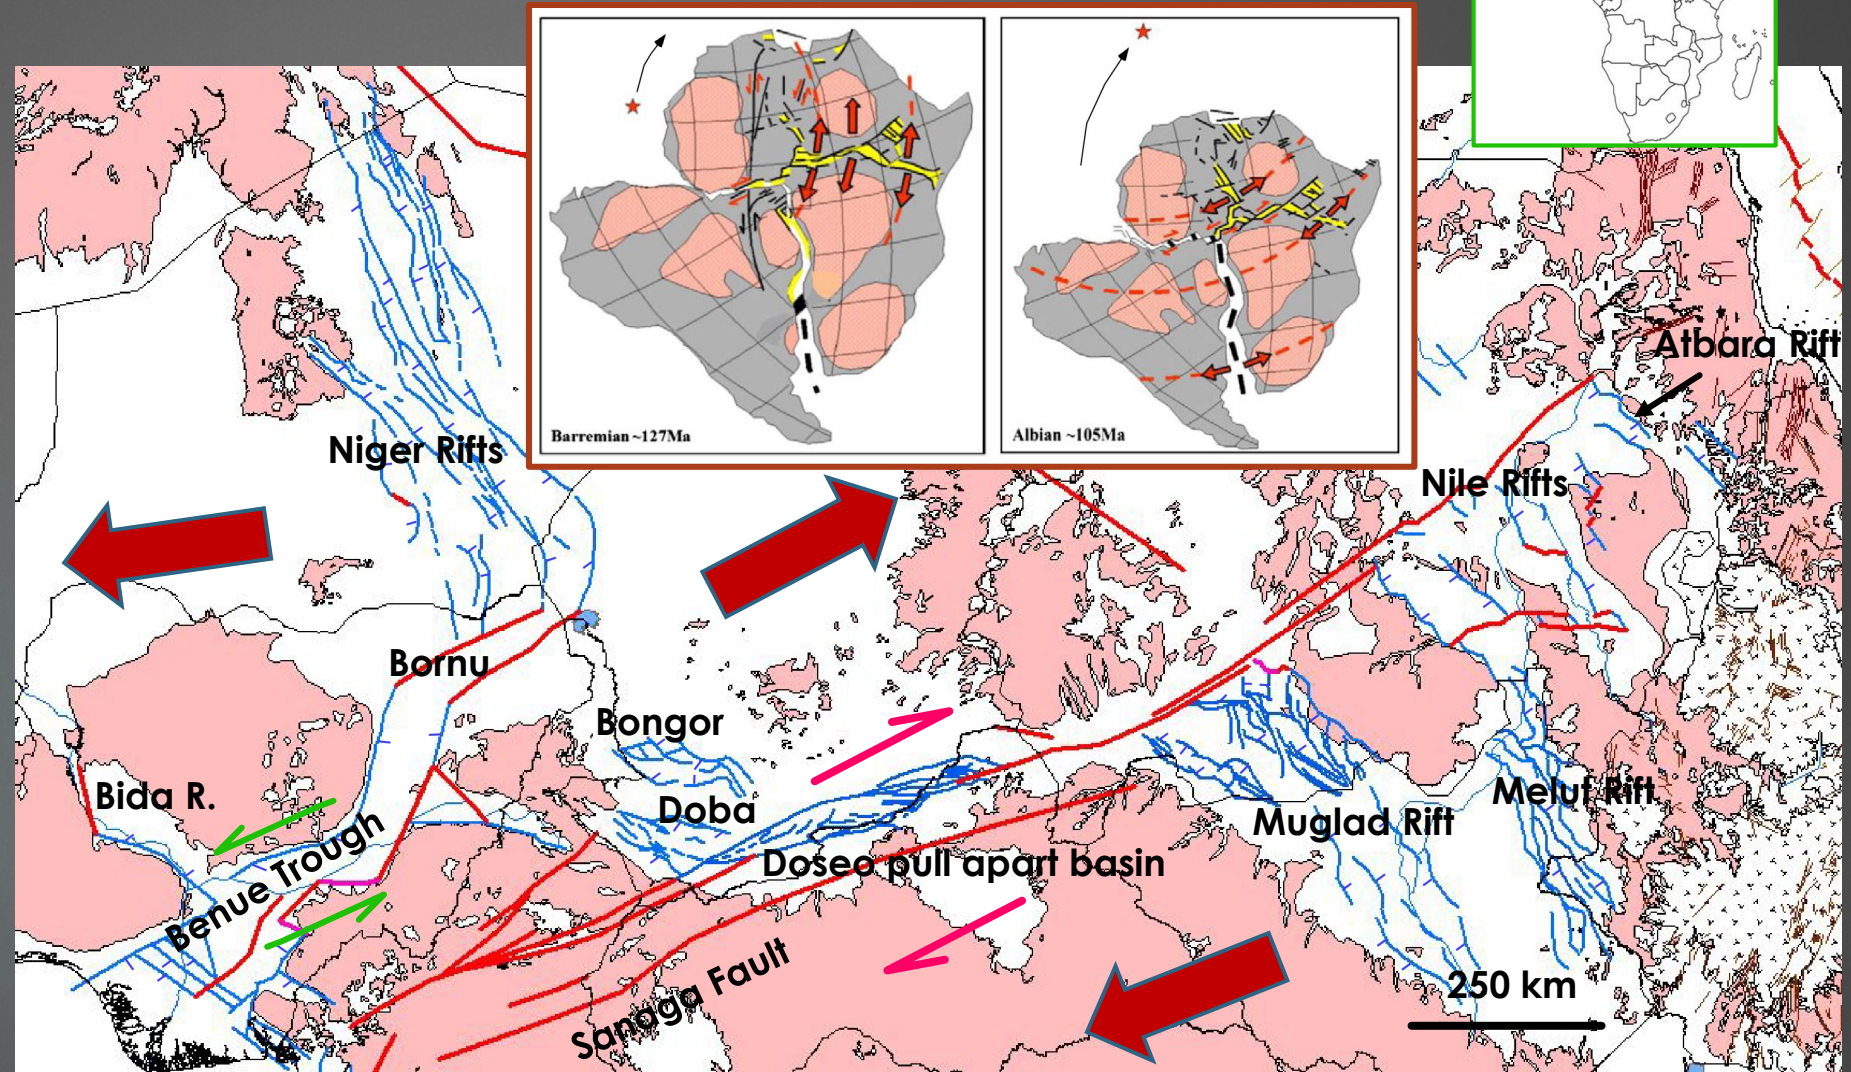 Barremian ~127Ma
Albian ~105Ma
Atbara Rift
Niger Rifts
Nile Rifts
Bornu
Bongor
Bida R.
Doba
Melut Rift
Muglad Rift
Benue Trough
Doseo pull apart basin
Sanaga Fault
250 km